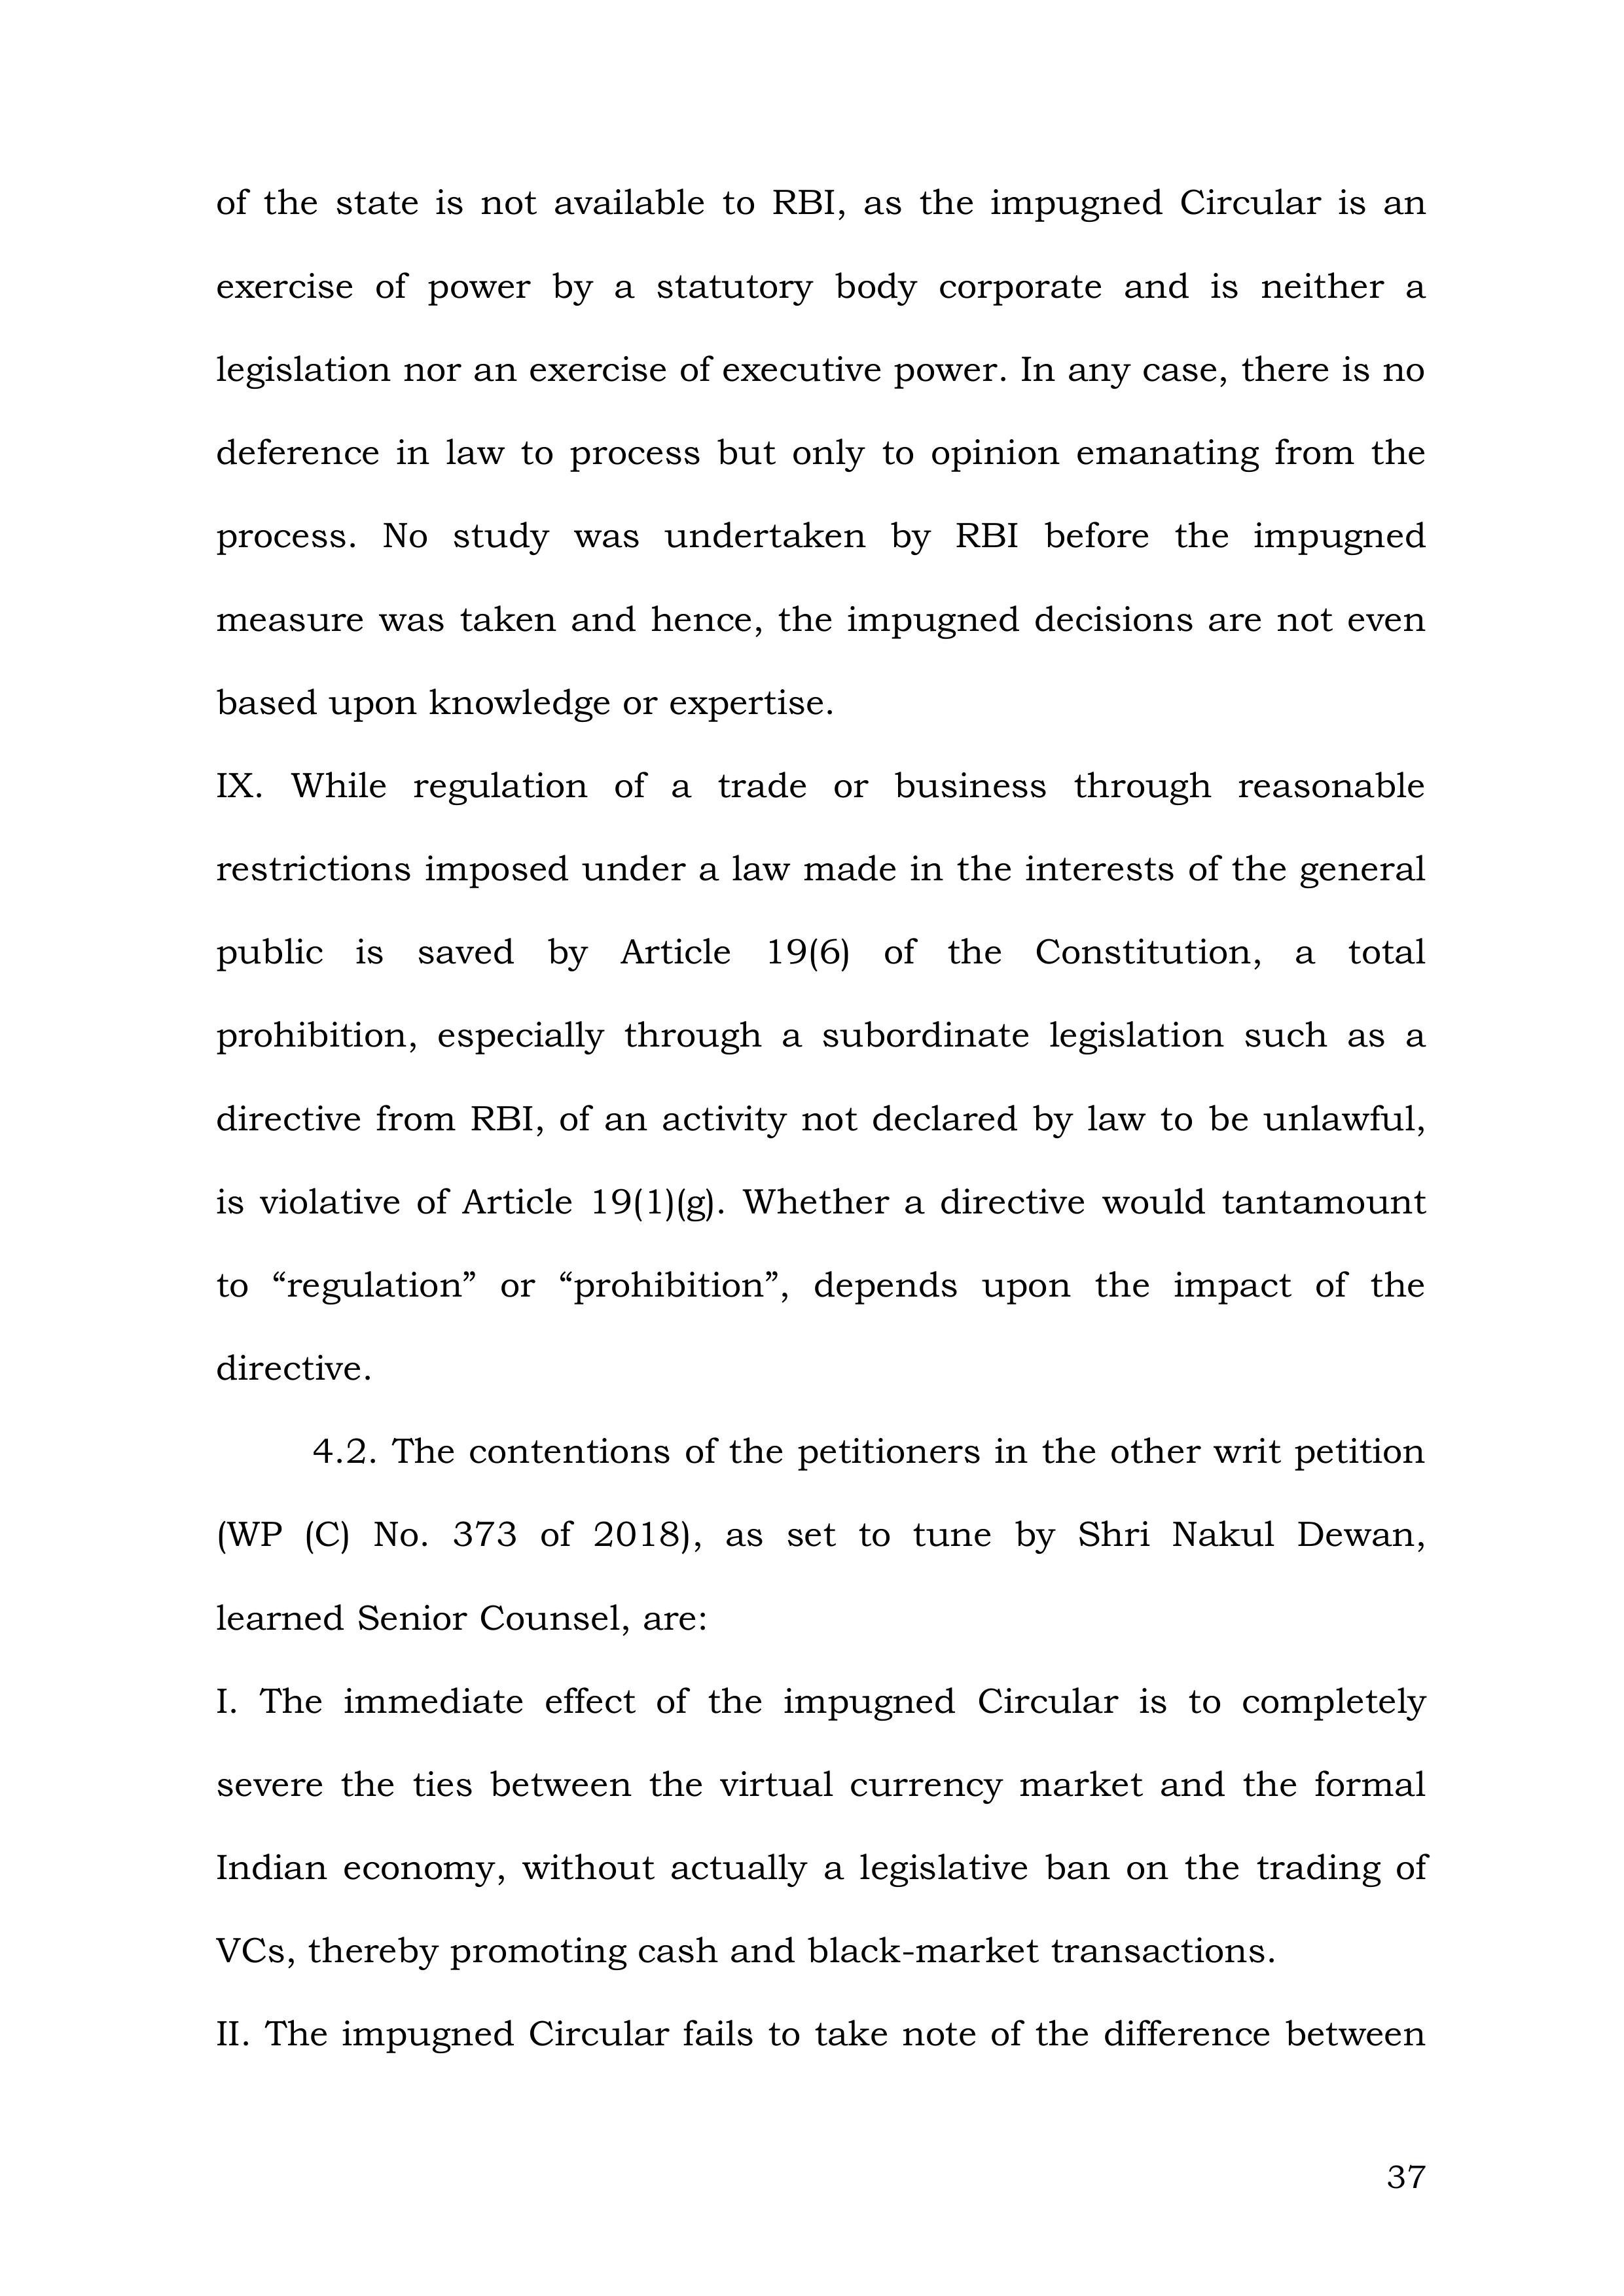 of the state is not available to RBI, as the impugned Circular is an
exercise of power by a statutory body corporate and is neither a
legislation nor an exercise of executive power. In any case, there is no
deference in law to process but only to opinion emanating from the
process. No study was undertaken by RBI before the impugned
measure was taken and hence, the impugned decisions are not even
based upon knowledge or expertise.
IX. While regulation of a trade or business through reasonable
restrictions imposed under a law made in the interests of the general
public is saved by Article 19(6) of the Constitution, a total
prohibition, especially through a subordinate legislation such as a
directive from RBI, of an activity not declared by law to be unlawful,
is violative of Article 19(1)(g). Whether a directive would tantamount
to “regulation” or “prohibition”, depends upon the impact of the
directive.
4.2. The contentions of the petitioners in the other writ petition
(WP (C) No. 373 of 2018), as set to tune by Shri Nakul Dewan,
learned Senior Counsel, are:
I. The immediate effect of the impugned Circular is to completely
severe the ties between the virtual currency market and the formal
Indian economy, without actually a legislative ban on the trading of
VCs, thereby promoting cash and black-market transactions.
II. The impugned Circular fails to take note of the difference between
37